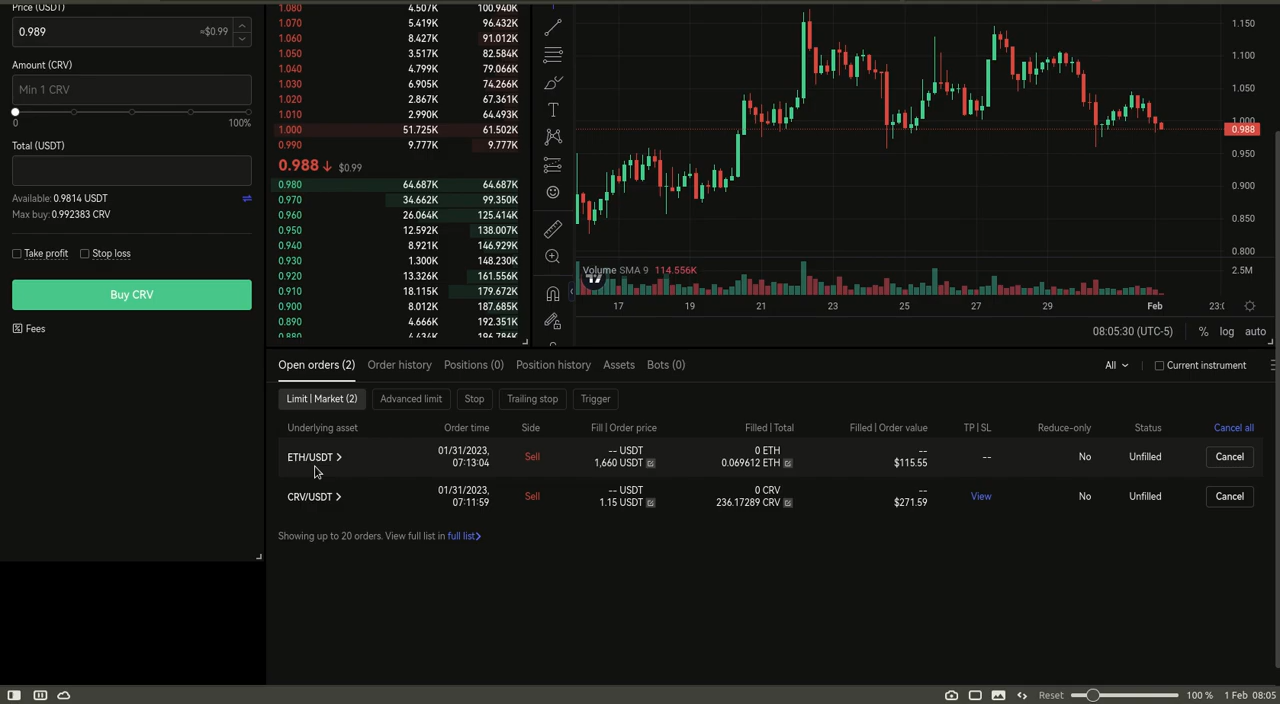 Price (USDT)
0.989 ≈$0.99
Amount (CRV)
Min 1 CRV
0 100%
Total (USDT)
Available: 0.9814 USDT
Max buy: 0.992383 CRV
Take profit Stop loss
Buy CRV
Fees
1.080 4.507K 100.940K
1.070 5.419K 96.432K
1.060 8.427K 91.012K
1.050 3.517K 82.584K
1.040 4.799K 79.066K
1.030 6.905K 74.266K
1.020 2.867K 67.361K
1.010 2.990K 64.493K
1.000 51.725K 61.502K
0.990 9.777K 9.777K
0.988↓ $0.99
0.980 64.687K 64.687K
0.970 34.662K 99.350K
0.960 26.064K 125.414K
0.950 12.592K 138.007K
0.940 8.921K 146.929K
0.930 1.300K 148.230K
0.920 13.326K 161.556K
0.910 18.115K 179.672K
0.900 8.012K 187.685K
0.890 4.666K 192.351K
0.880 4.434K 196.786K
T
1.150
1.100
1.050
1.000
0.988
0.950
0.900
0.850
0.800
Volume SMA 9 114.556K
2.5M
17 19 21 23 25 27 29 Feb 23:0
08:05:30 (UTC-5) % log auto
Open orders (2) Order history Positions (0) Position history Assets Bots (0) All Current instrument
Limit | Market (2) Advanced limit Stop Trailing stop Trigger
Underlying asset Order time Side Fill | Order price Filled | Total Filled | Order value TP | SL Reduce-only Status Cancel all
ETH/USDT 01/31/2023, 07:13:04 Sell -- USDT 1,660 USDT 0 ETH 0.069612 ETH -- $115.55 -- No Unfilled Cancel
CRV/USDT 01/31/2023, 07:11:59 Sell -- USDT 1.15 USDT 0 CRV 236.17289 CRV -- $271.59 View No Unfilled Cancel
Showing up to 20 orders. View full list in full list
Reset 100 % 1 Feb 08:05